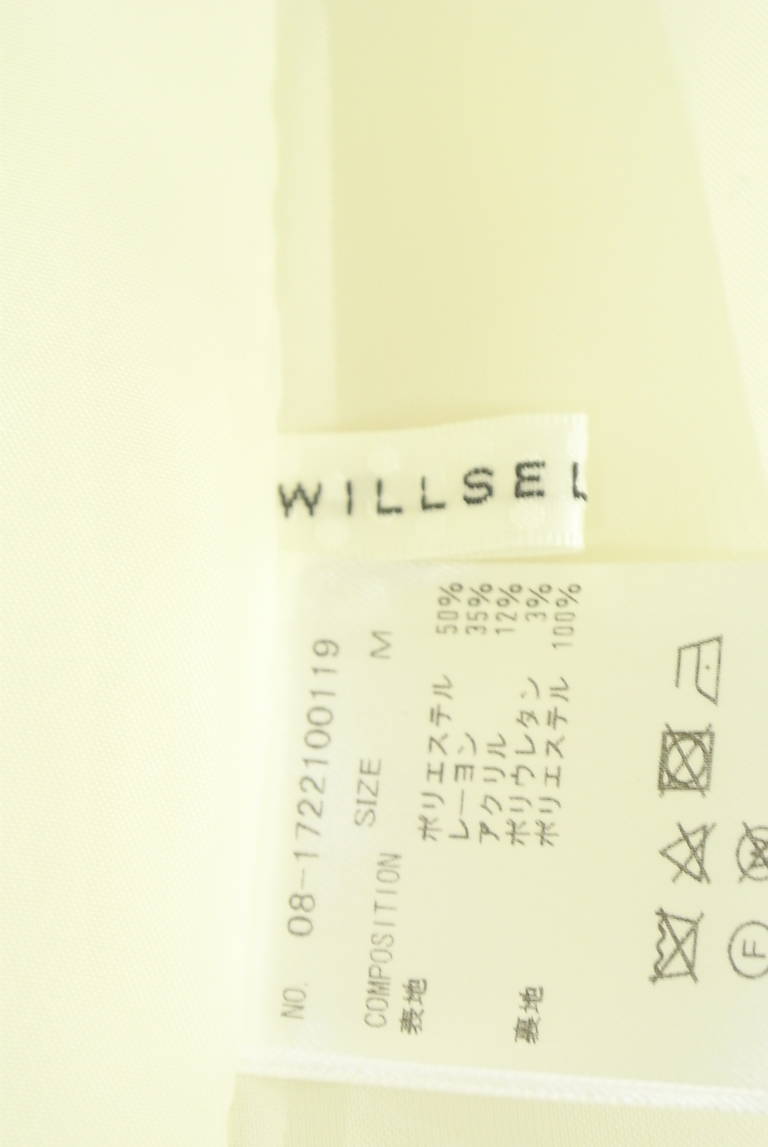 WILLSEL
NO. 08-1722100119
SIZE M
COMPOSITION
表地 ポリエステル 50%
レーヨン 35%
アクリル 12%
ポリウレタン 3%
裏地 ポリエステル 100%
F
W